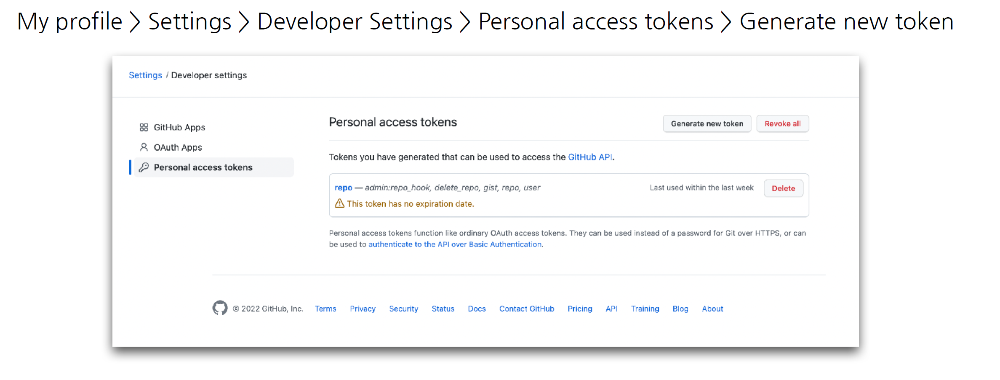 My profile > Settings > Developer Settings > Personal access tokens > Generate new token
Settings / Developer settings
GitHub Apps
OAuth Apps
Personal access tokens
Personal access tokens
Generate new token
Revoke all
Tokens you have generated that can be used to access the GitHub API.
repo — admin:repo_hook, delete_repo, gist, repo, user
Last used within the last week
Delete
This token has no expiration date.
Personal access tokens function like ordinary OAuth access tokens. They can be used instead of a password for Git over HTTPS, or can
be used to authenticate to the API over Basic Authentication.
© 2022 GitHub, Inc. Terms Privacy Security Status Docs Contact GitHub Pricing API Training Blog About